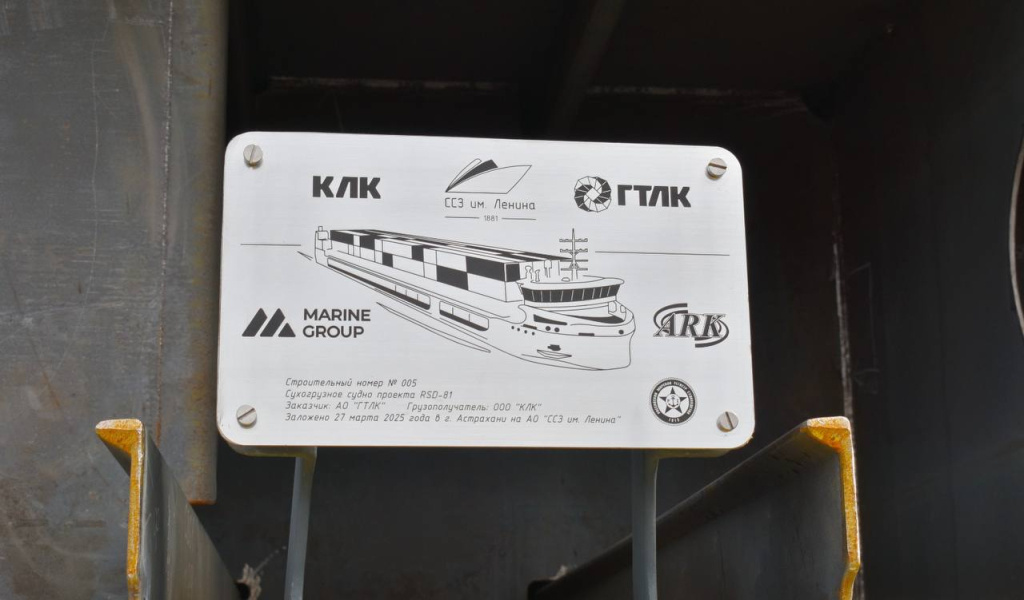 КЛК
ССЗ им. Ленина
1881
ГТЛК
MARINE
GROUP
ARK
Строительный номер № 005
Сухогрузное судно проекта RSD-81
Заказчик: АО "ГТЛК" Грузополучатель: ООО "КЛК"
Заложено 27 марта 2025 года в г. Астрахани на АО "ССЗ им. Ленина"
1913